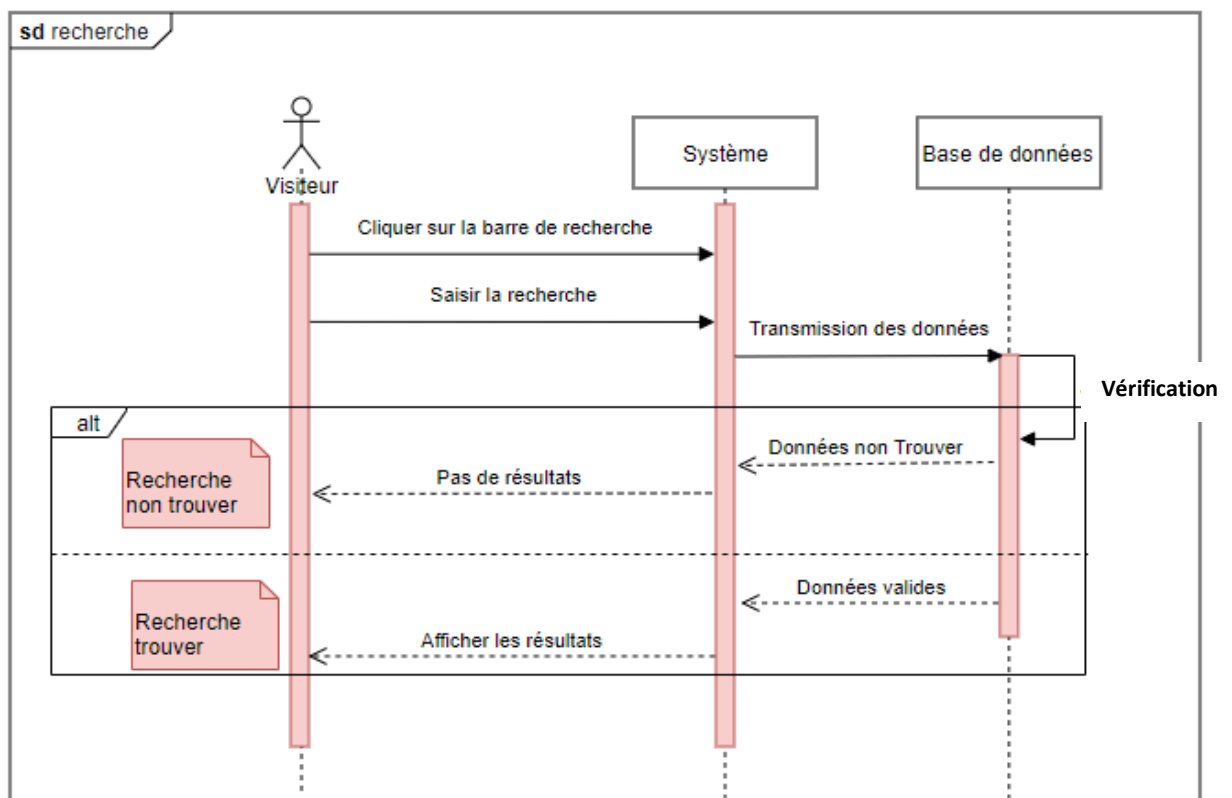 sd recherche
Visiteur
Système
Base de données
Cliquer sur la barre de recherche
Saisir la recherche
Transmission des données
Vérification
alt
Données non Trouver
Recherche
non trouver
Pas de résultats
Données valides
Recherche
trouver
Afficher les résultats